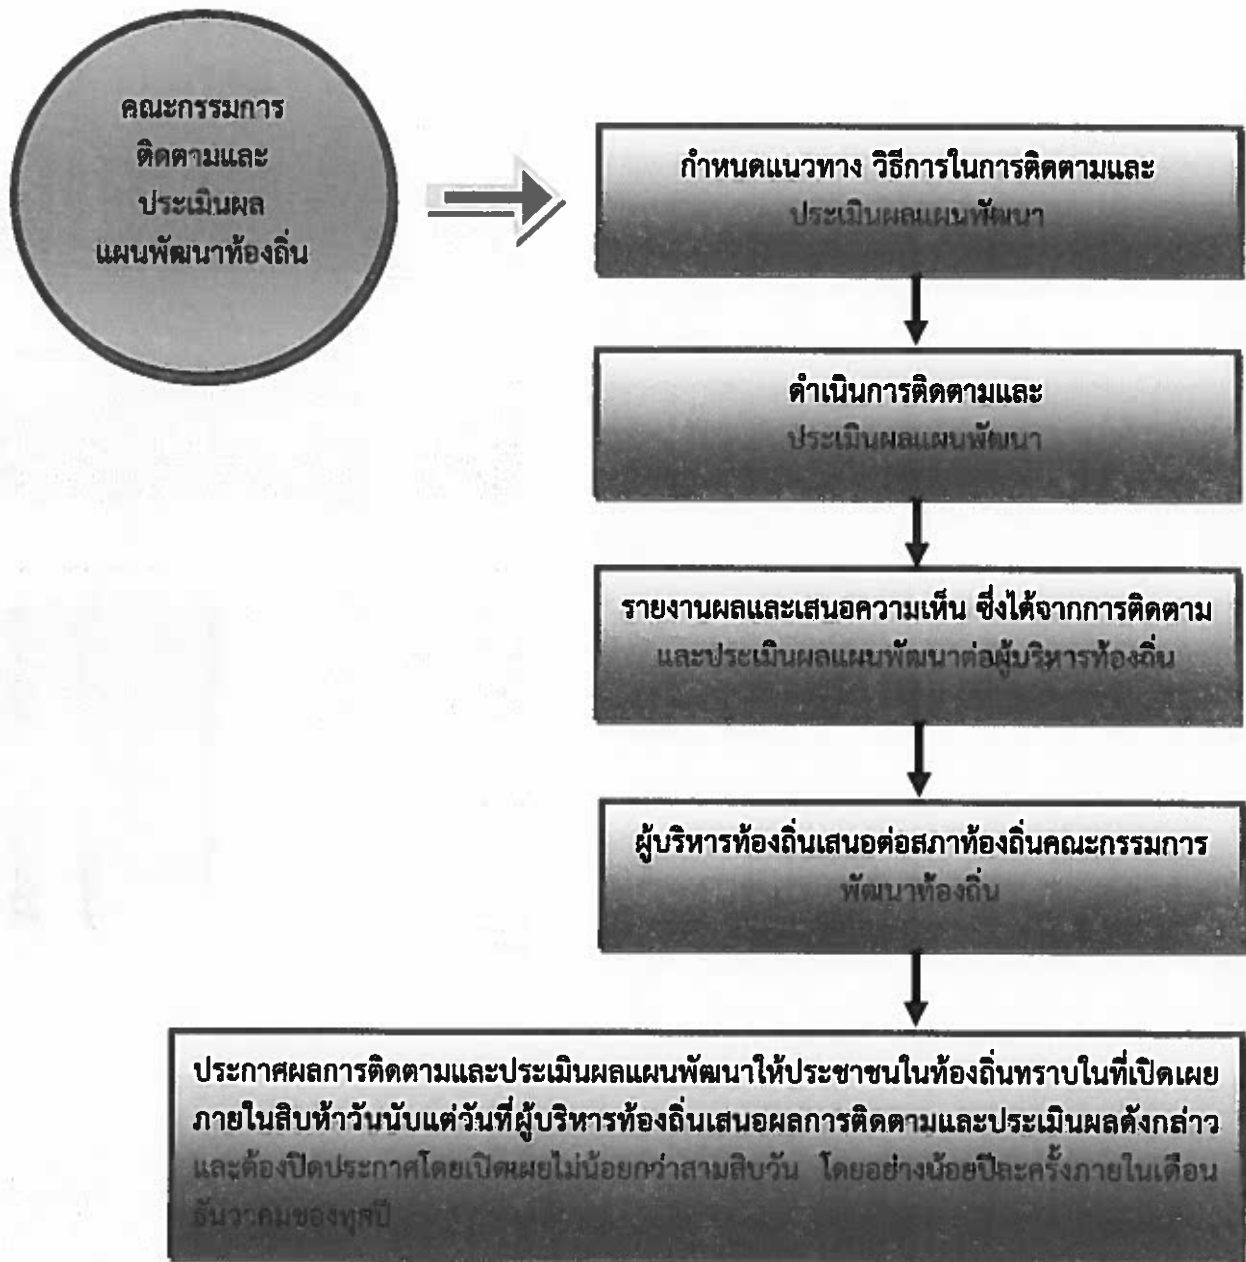 คณะกรรมการ
ติดตามและ
ประเมินผล
แผนพัฒนาท้องถิ่น
กำหนดแนวทาง วิธีการในการติดตามและ
ประเมินผลแผนพัฒนา
ดำเนินการติดตามและ
ประเมินผลแผนพัฒนา
รายงานผลและเสนอความเห็น ซึ่งได้จากการติดตาม
และประเมินผลแผนพัฒนาต่อผู้บริหารท้องถิ่น
ผู้บริหารท้องถิ่นเสนอต่อสภาท้องถิ่นคณะกรรมการ
พัฒนาท้องถิ่น
ประกาศผลการติดตามและประเมินผลแผนพัฒนาให้ประชาชนในท้องถิ่นทราบในที่เปิดเผย
ภายในสิบห้าวันนับแต่วันที่ผู้บริหารท้องถิ่นเสนอผลการติดตามและประเมินผลดังกล่าว
และต้องปิดประกาศโดยเปิดเผยไม่น้อยกว่าสามสิบวัน โดยอย่างน้อยปีละครั้งภายในเดือน
ธันวาคมของทุกปี